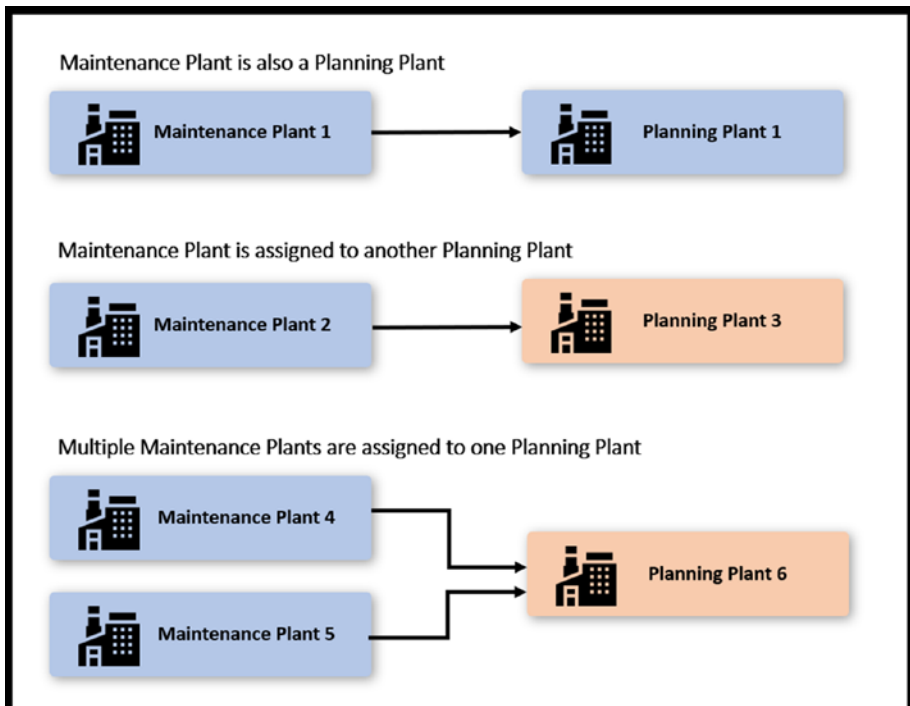 Maintenance Plant is also a Planning Plant
Maintenance Plant 1
Planning Plant 1
Maintenance Plant is assigned to another Planning Plant
Maintenance Plant 2
Planning Plant 3
Multiple Maintenance Plants are assigned to one Planning Plant
Maintenance Plant 4
Planning Plant 6
Maintenance Plant 5